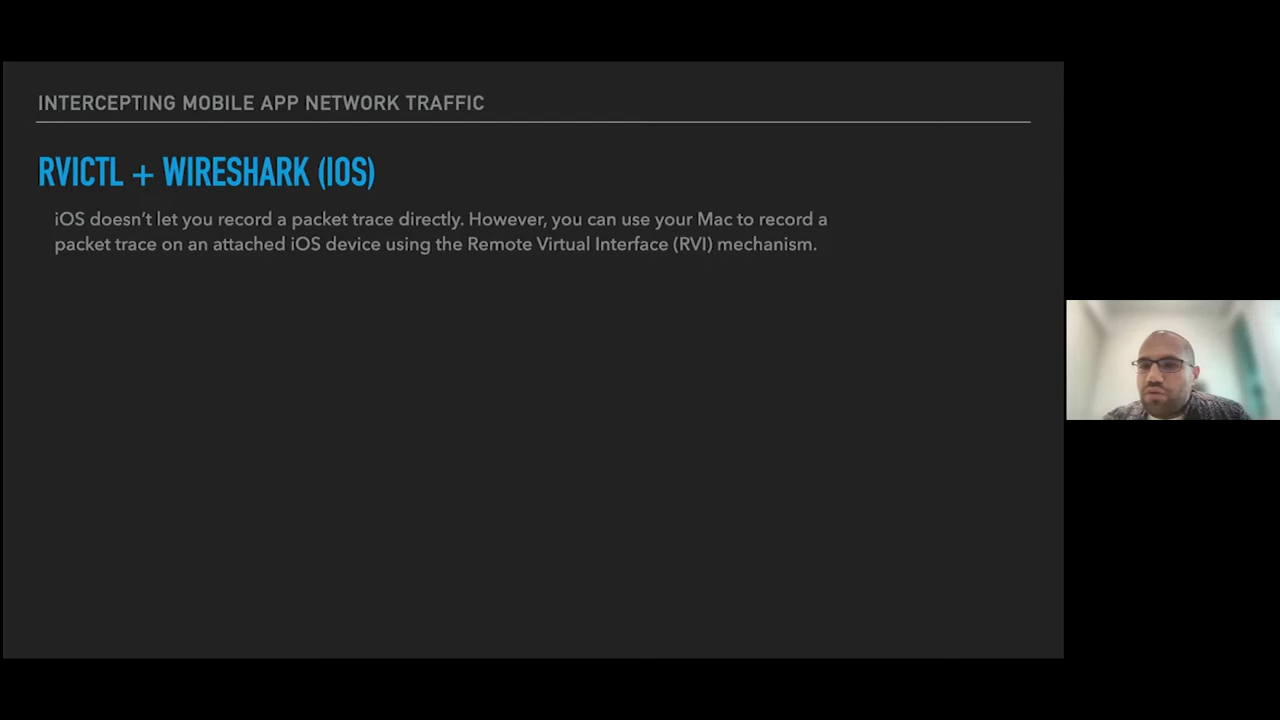 INTERCEPTING MOBILE APP NETWORK TRAFFIC
RVICTL + WIRESHARK (IOS)
iOS doesn’t let you record a packet trace directly. However, you can use your Mac to record a
packet trace on an attached iOS device using the Remote Virtual Interface (RVI) mechanism.